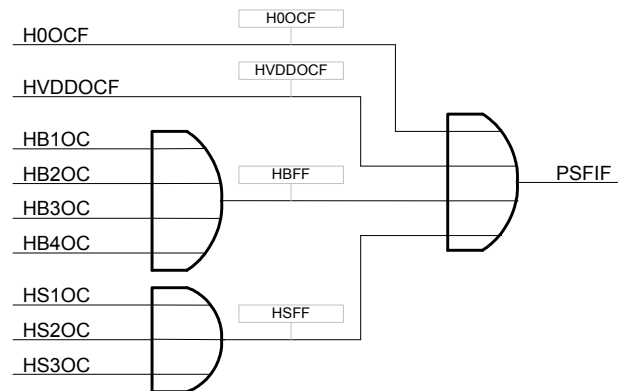 H0OCF
H0OCF
HVDDOCF
HVDDOCF
HB1OC
HB2OC
HBFF
PSFIF
HB3OC
HB4OC
HS1OC
HSFF
HS2OC
HS3OC